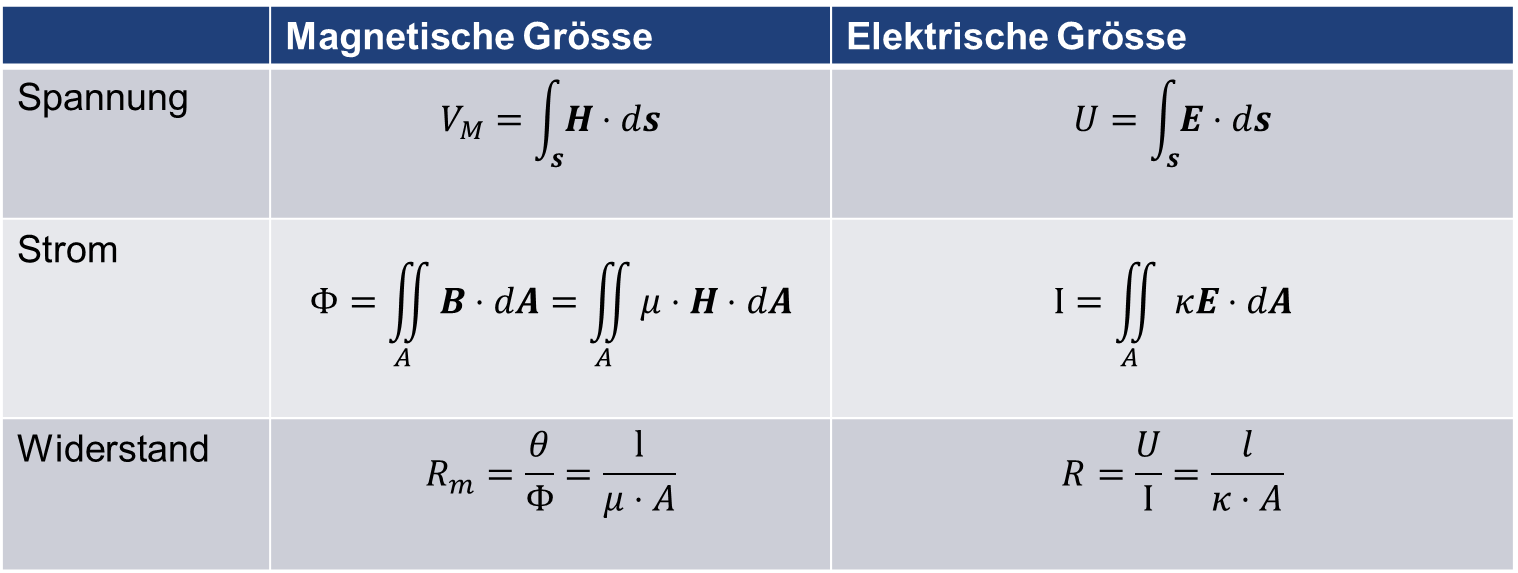 Magnetische Grösse Elektrische Grösse
Spannung V_M = ∫_s H · ds U = ∫_s E · ds
Strom Φ = ∬_A B · dA = ∬_A μ · H · dA I = ∬_A κE · dA
Widerstand R_m = θ/Φ = l/(μ · A) R = U/I = l/(κ · A)